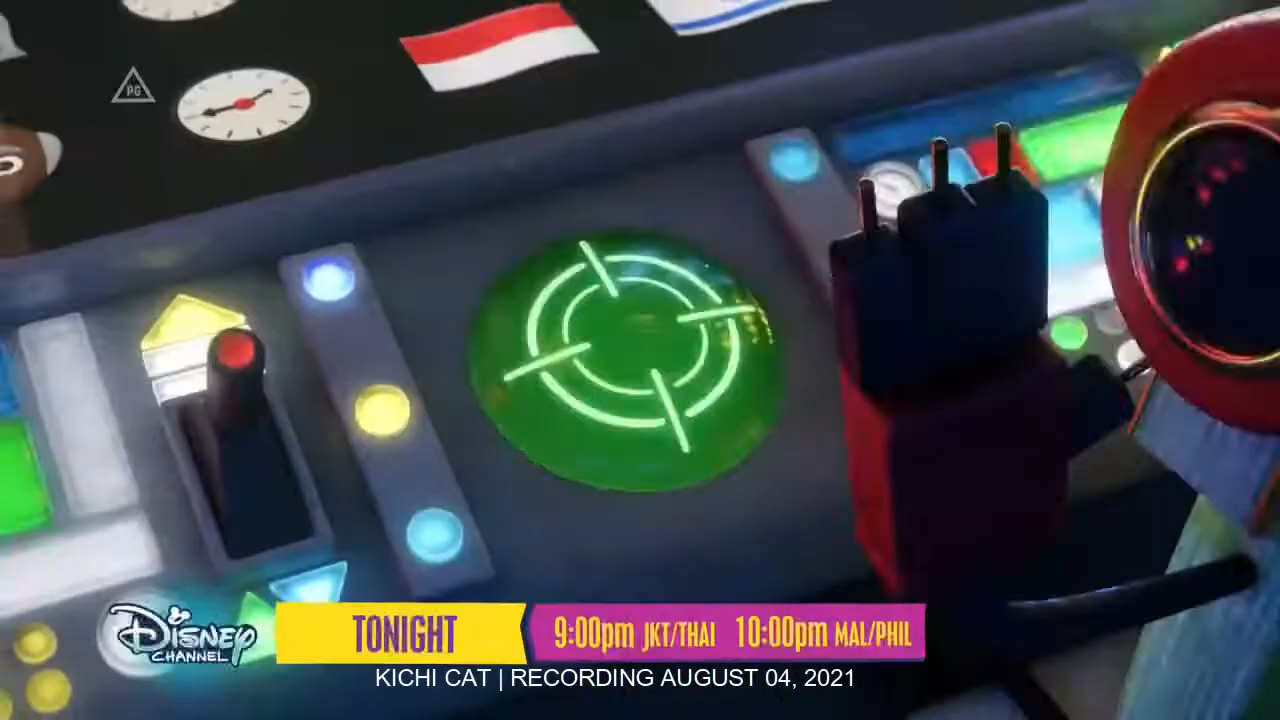 PG
TONIGHT
9:00pm JKT/THAI 10:00pm MAL/PHIL
DISNEY
CHANNEL
KICHI CAT | RECORDING AUGUST 04, 2021